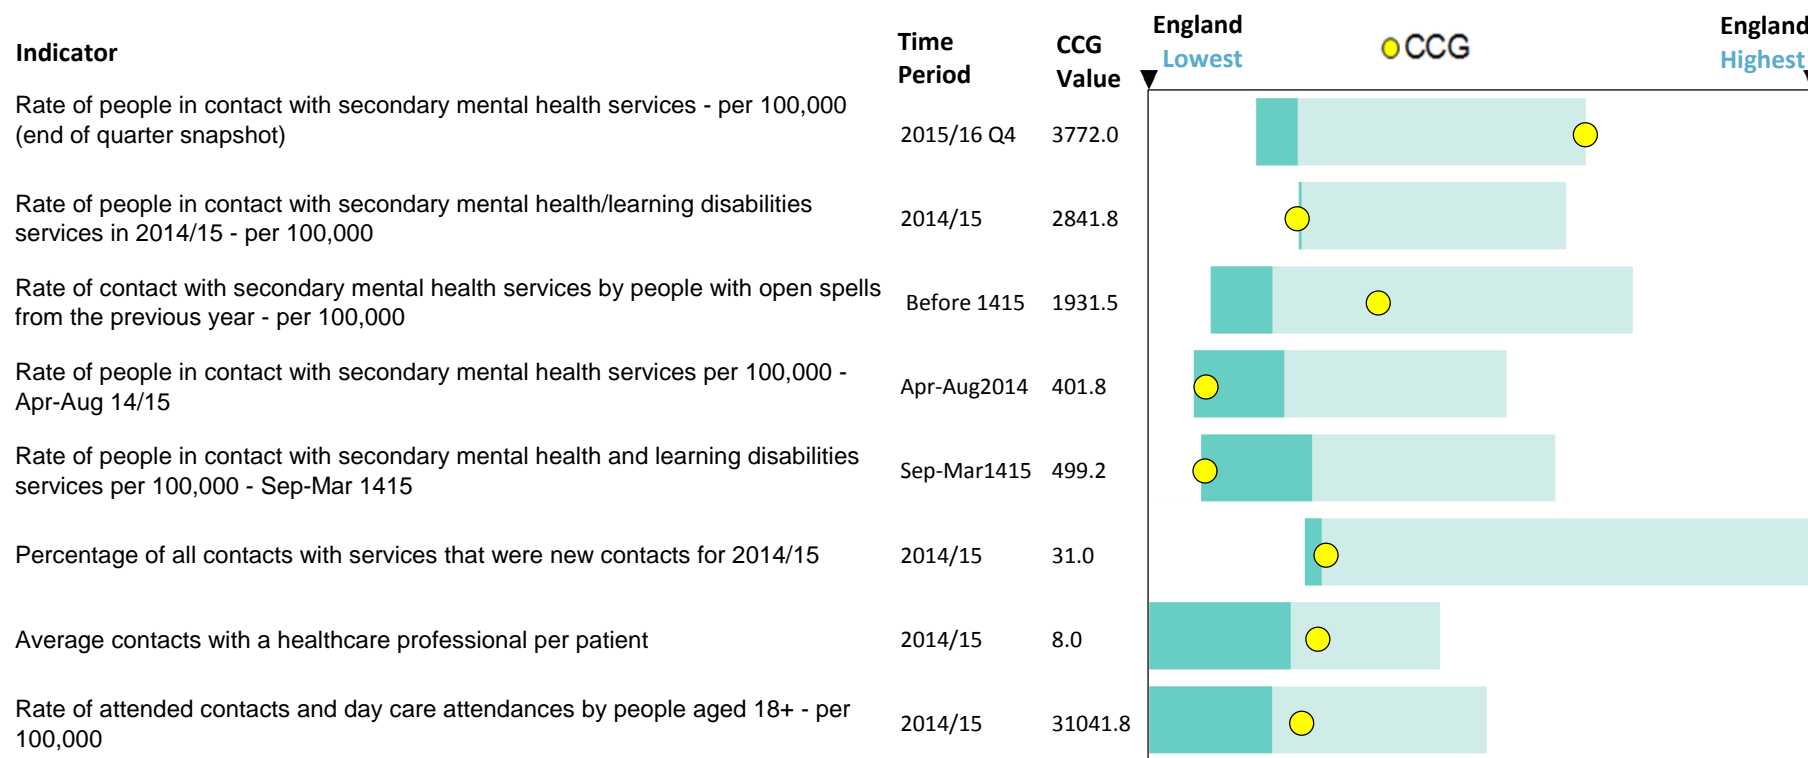 Indicator
Time
Period
CCG
Value
England
Lowest
CCG
England
Highest
Rate of people in contact with secondary mental health services - per 100,000
(end of quarter snapshot)
2015/16 Q4
3772.0
Rate of people in contact with secondary mental health/learning disabilities
services in 2014/15 - per 100,000
2014/15
2841.8
Rate of contact with secondary mental health services by people with open spells
from the previous year - per 100,000
Before 1415
1931.5
Rate of people in contact with secondary mental health services per 100,000 -
Apr-Aug 14/15
Apr-Aug2014
401.8
Rate of people in contact with secondary mental health and learning disabilities
services per 100,000 - Sep-Mar 1415
Sep-Mar1415
499.2
Percentage of all contacts with services that were new contacts for 2014/15
2014/15
31.0
Average contacts with a healthcare professional per patient
2014/15
8.0
Rate of attended contacts and day care attendances by people aged 18+ - per
100,000
2014/15
31041.8